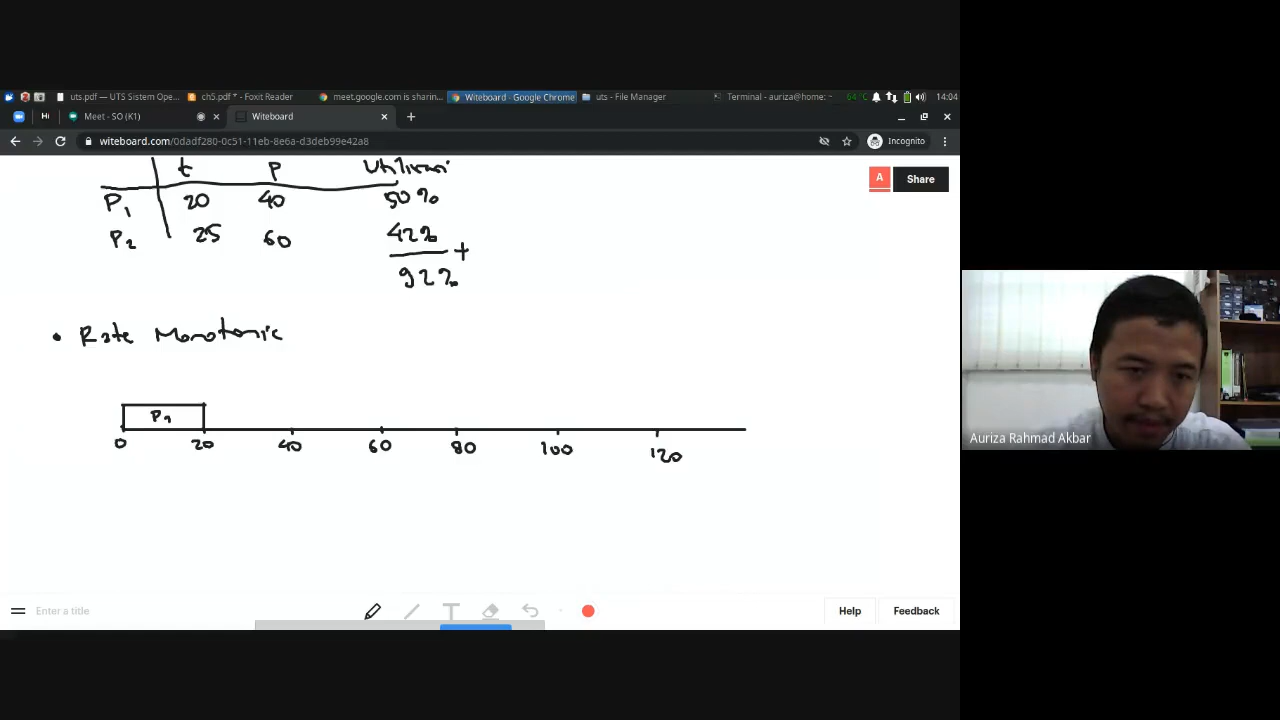 uts.pdf — UTS Sistem Ope... ch5.pdf * - Foxit Reader meet.google.com is sharin... Witeboard - Google Chrome uts - File Manager Terminal - auriza@home: ~ 64°C 14:04
Hi Meet - SO (K1) Witeboard
witeboard.com/0dadf280-0c51-11eb-8e6a-d3deb99e42a8 Incognito
A Share
t P Utilisasi
P1 20 40 50%
P2 25 60 42%
+
92%
• Rate Monotonic
P1
0 20 40 60 80 100 120
Auriza Rahmad Akbar
Enter a title T Help Feedback